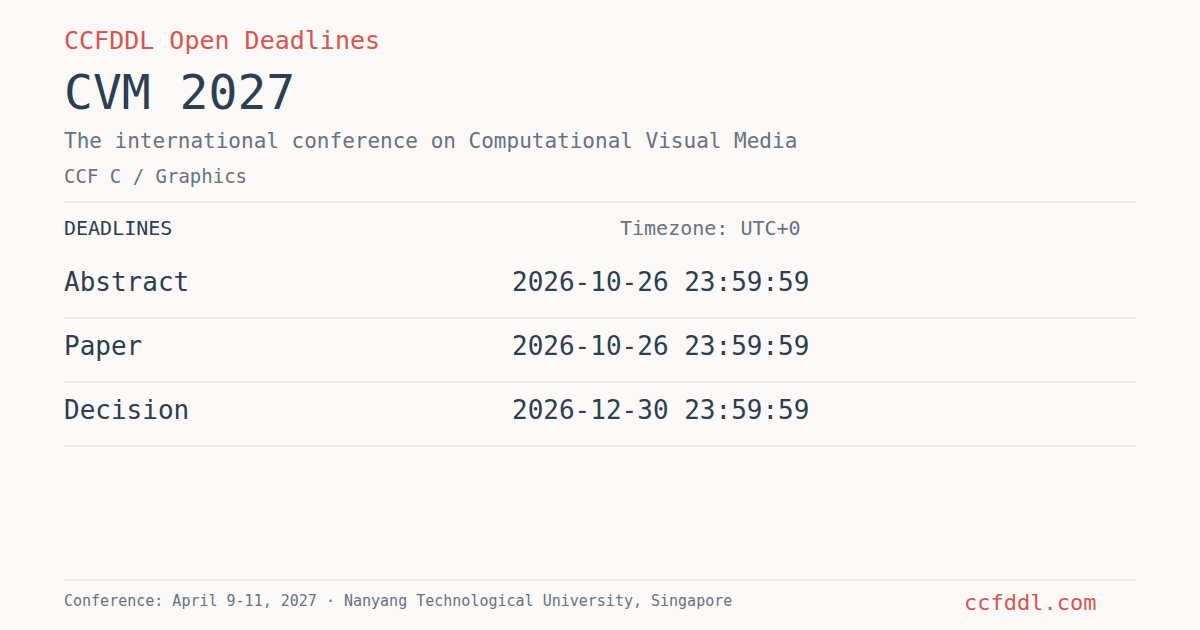 CCFDDL Open Deadlines
CVM 2027
The international conference on Computational Visual Media
CCF C / Graphics
DEADLINES Timezone: UTC+0
Abstract 2026-10-26 23:59:59
Paper 2026-10-26 23:59:59
Decision 2026-12-30 23:59:59
Conference: April 9-11, 2027 · Nanyang Technological University, Singapore ccfddl.com